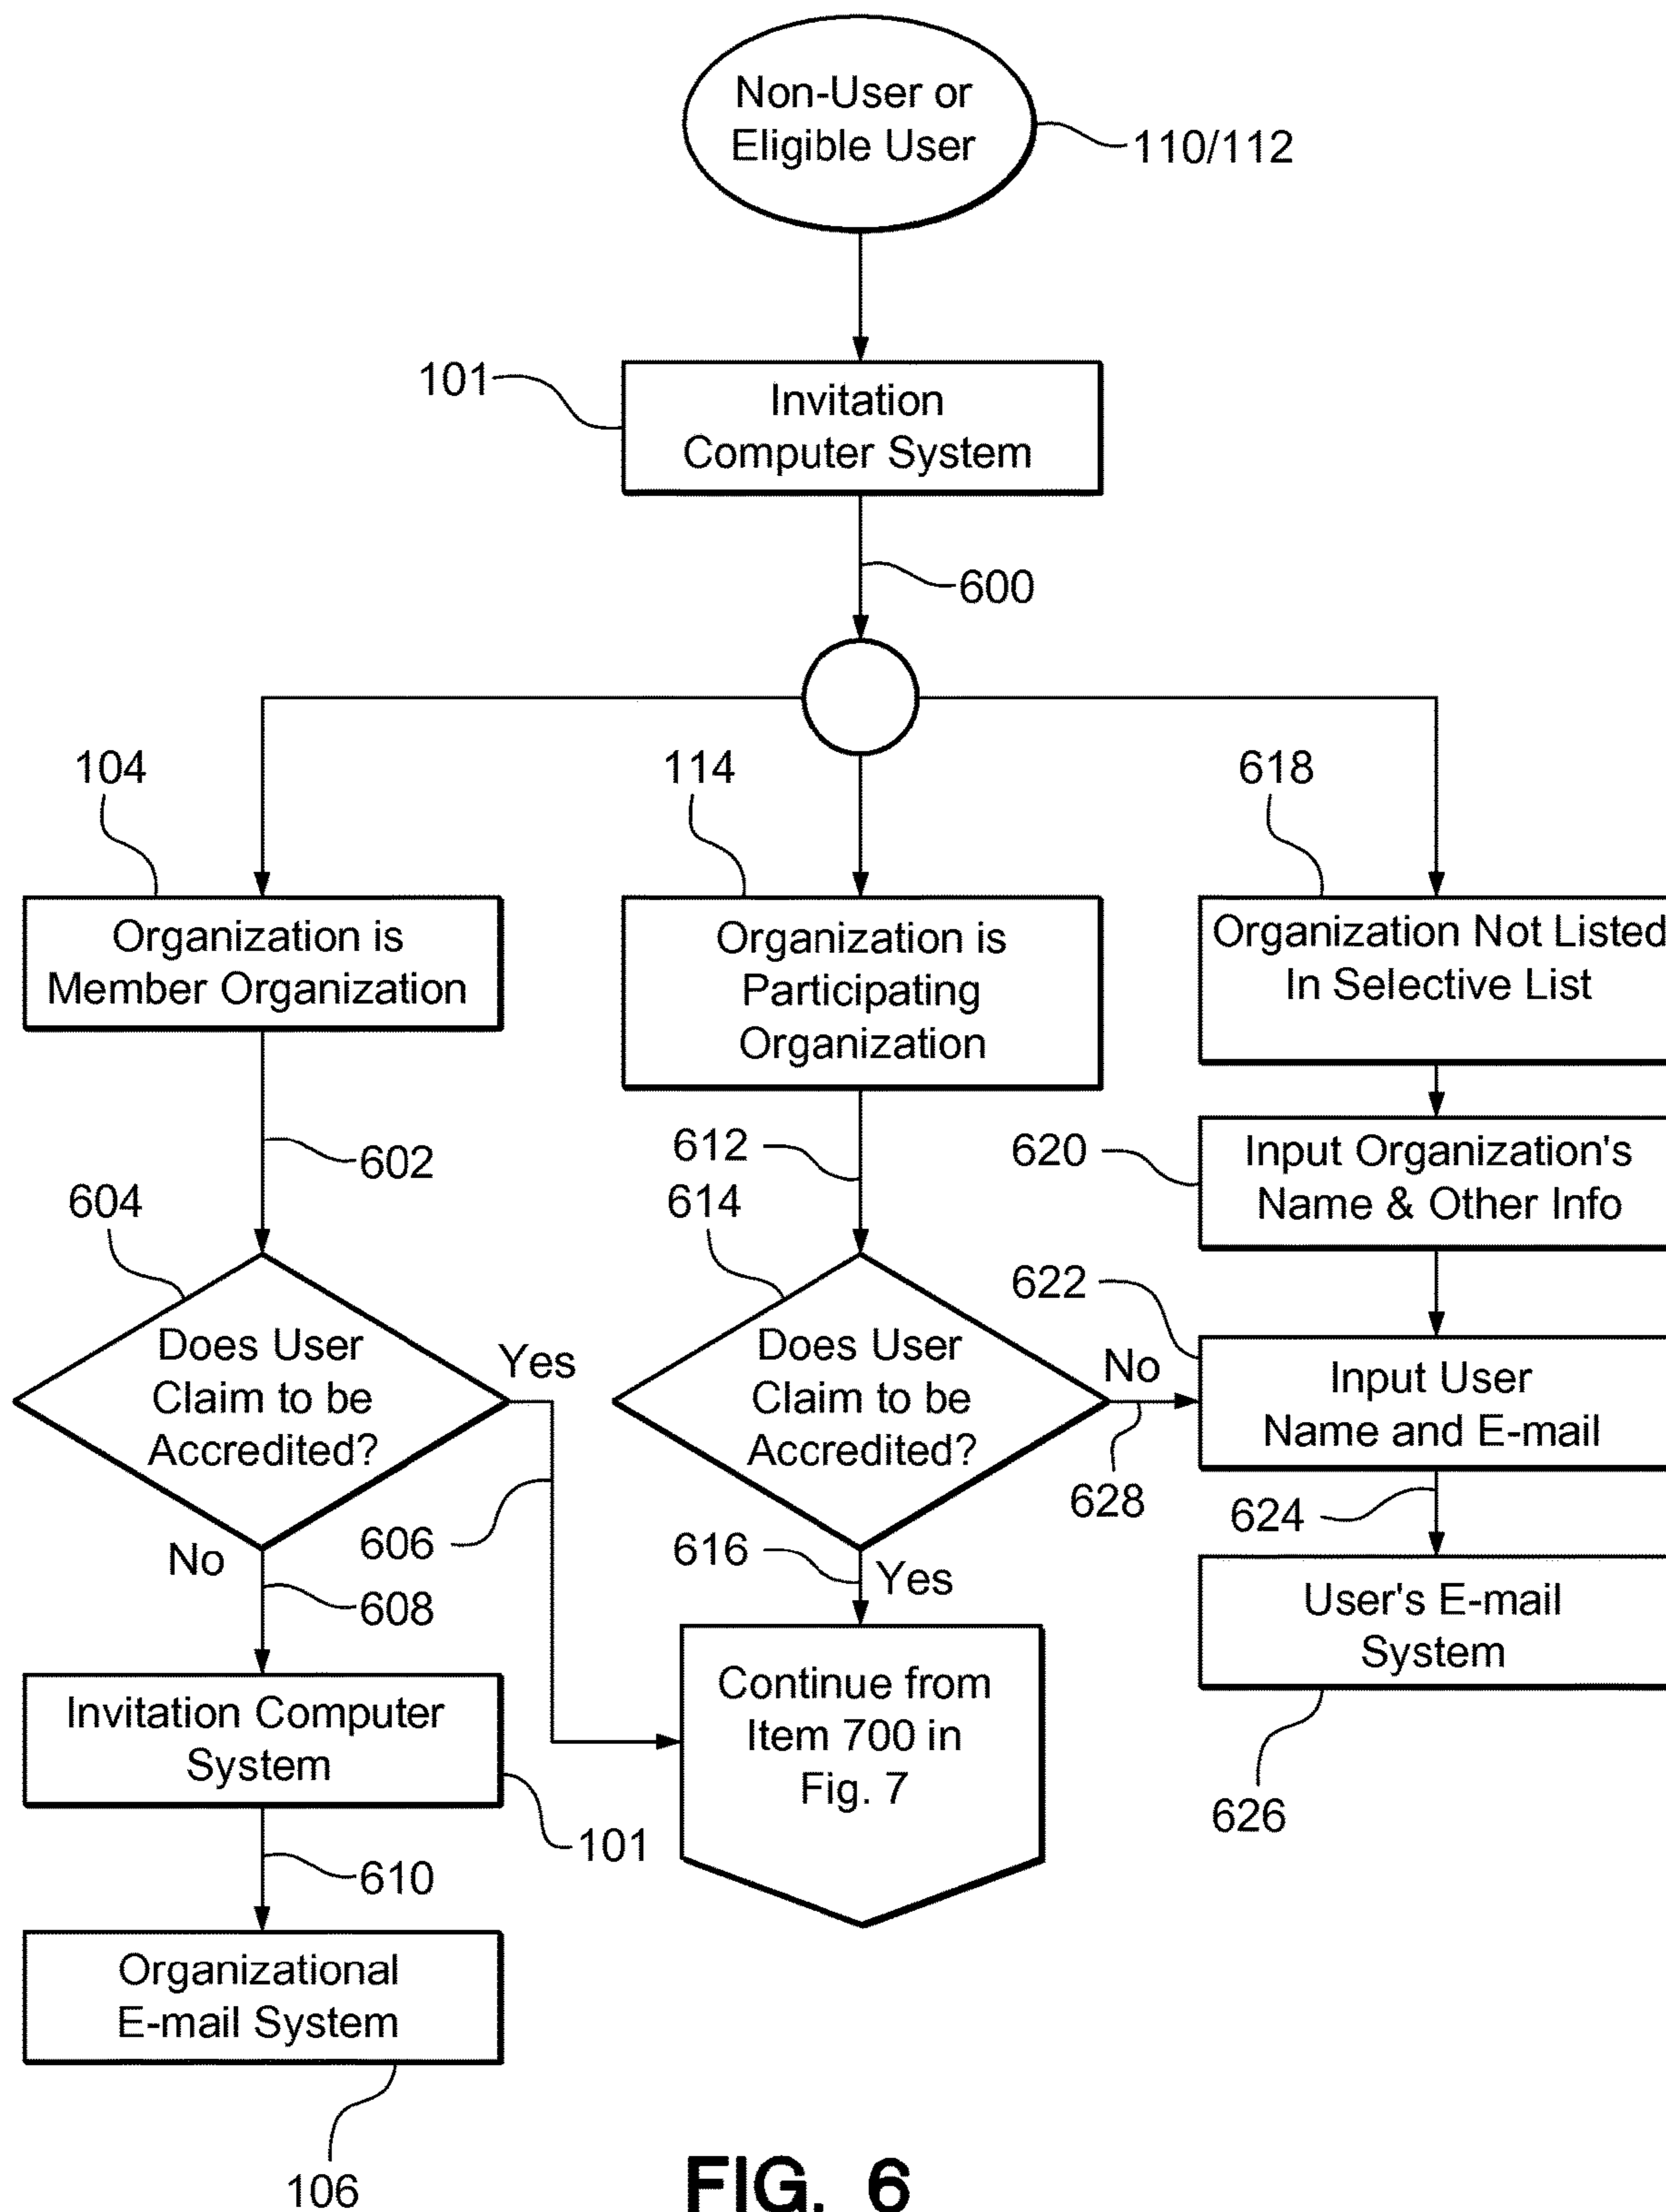 Non-User or
Eligible User
110/112
101
Invitation
Computer System
600
104
114
618
Organization is
Member Organization
Organization is
Participating
Organization
Organization Not Listed
In Selective List
602
612
620
Input Organization's
Name & Other Info
604
614
622
Does User
Claim to be
Accredited?
Yes
Does User
Claim to be
Accredited?
No
628
Input User
Name and E-mail
606
No
608
616
Yes
624
User's E-mail
System
626
Invitation Computer
System
101
Continue from
Item 700 in
Fig. 7
610
Organizational
E-mail System
106
FIG. 6